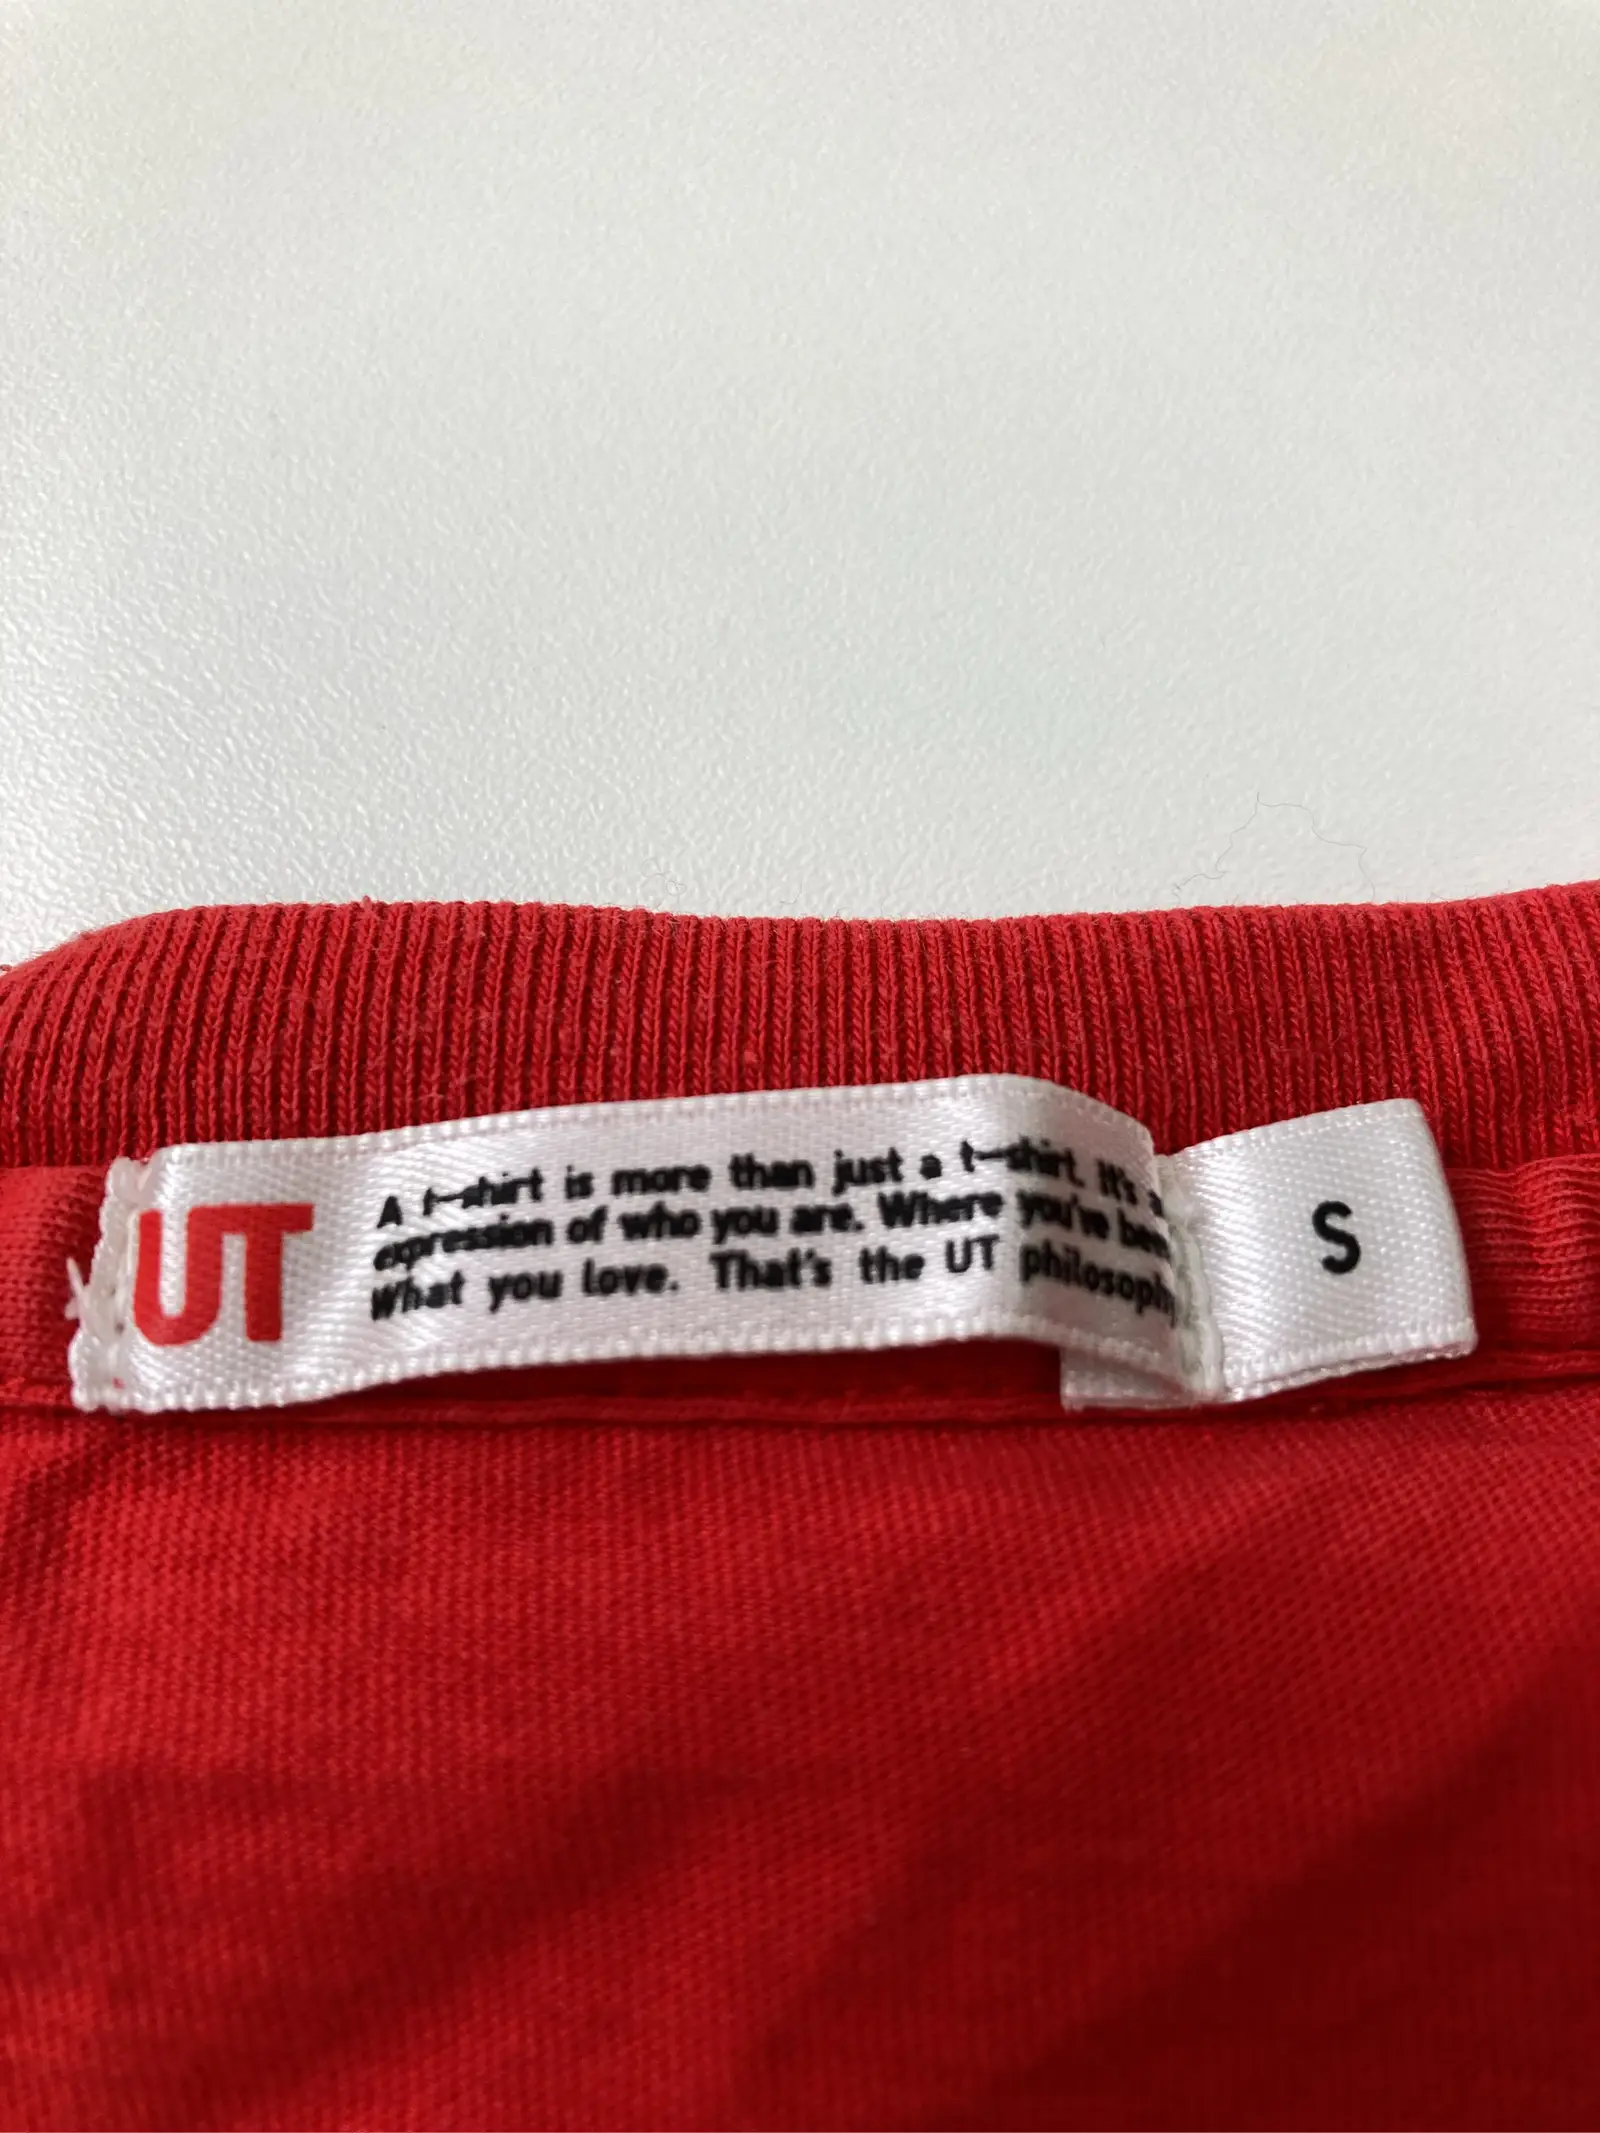 UT
A t-shirt is more than just a t-shirt. It's
expression of who you are. Where you've been
What you love. That's the UT philosophy
S